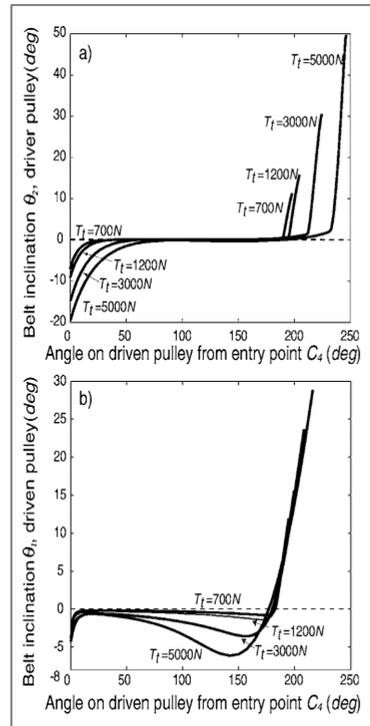 a)
Belt inclination θ2, driver pulley(deg)
50
40
30
20
10
0
-10
-20
Tt=5000N
Tt=3000N
Tt=1200N
Tt=700N
Tt=700N
Tt=1200N
Tt=3000N
Tt=5000N
0 50 100 150 200 250
Angle on driven pulley from entry point C4 (deg)
b)
Belt inclination θ1, driven pulley(deg)
30
25
20
15
10
5
0
-5
-8
Tt=700N
Tt=1200N
Tt=3000N
Tt=5000N
0 50 100 150 200 250
Angle on driven pulley from entry point C4 (deg)